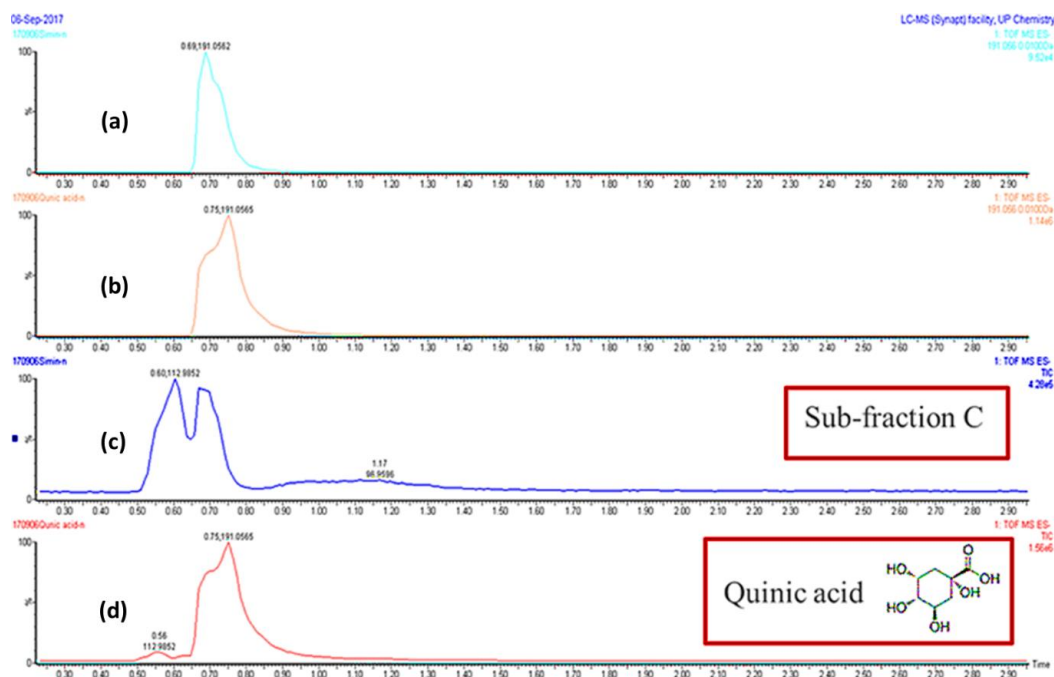 06-Sep-2017 LC-MS (Synapt) facility, UP Chemistry
170906Simin-n 1: TOF MS ES-
191.056 0.0100Da
9.52e4
0.69,191.0562
100
%
0
(a)
0.30 0.40 0.50 0.60 0.70 0.80 0.90 1.00 1.10 1.20 1.30 1.40 1.50 1.60 1.70 1.80 1.90 2.00 2.10 2.20 2.30 2.40 2.50 2.60 2.70 2.80 2.90
170906Qunic acid-n 1: TOF MS ES-
191.056 0.0100Da
1.14e6
0.75,191.0565
100
%
0
(b)
0.30 0.40 0.50 0.60 0.70 0.80 0.90 1.00 1.10 1.20 1.30 1.40 1.50 1.60 1.70 1.80 1.90 2.00 2.10 2.20 2.30 2.40 2.50 2.60 2.70 2.80 2.90
170906Simin-n 1: TOF MS ES-
TIC
4.28e6
0.60,112.9852
100
%
0
(c)
Sub-fraction C
1.17
98.9596
0.30 0.40 0.50 0.60 0.70 0.80 0.90 1.00 1.10 1.20 1.30 1.40 1.50 1.60 1.70 1.80 1.90 2.00 2.10 2.20 2.30 2.40 2.50 2.60 2.70 2.80 2.90
170906Qunic acid-n 1: TOF MS ES-
TIC
1.56e6
0.75,191.0565
100
%
0
(d)
Quinic acid
HO O
OH
OH
HO
OH
0.56
112.9852
Time
0.30 0.40 0.50 0.60 0.70 0.80 0.90 1.00 1.10 1.20 1.30 1.40 1.50 1.60 1.70 1.80 1.90 2.00 2.10 2.20 2.30 2.40 2.50 2.60 2.70 2.80 2.90